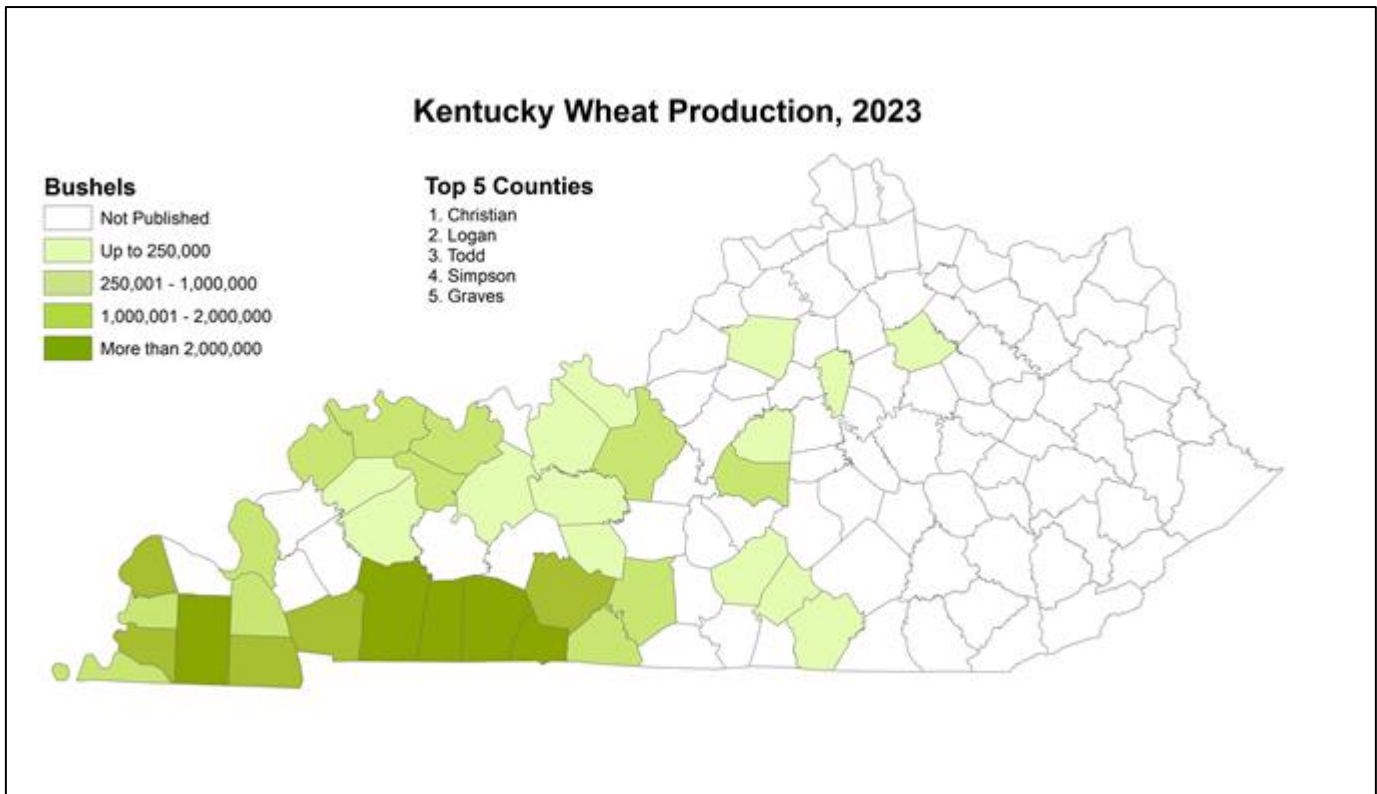 Kentucky Wheat Production, 2023
Bushels
Not Published
Up to 250,000
250,001 - 1,000,000
1,000,001 - 2,000,000
More than 2,000,000
Top 5 Counties
1. Christian
2. Logan
3. Todd
4. Simpson
5. Graves